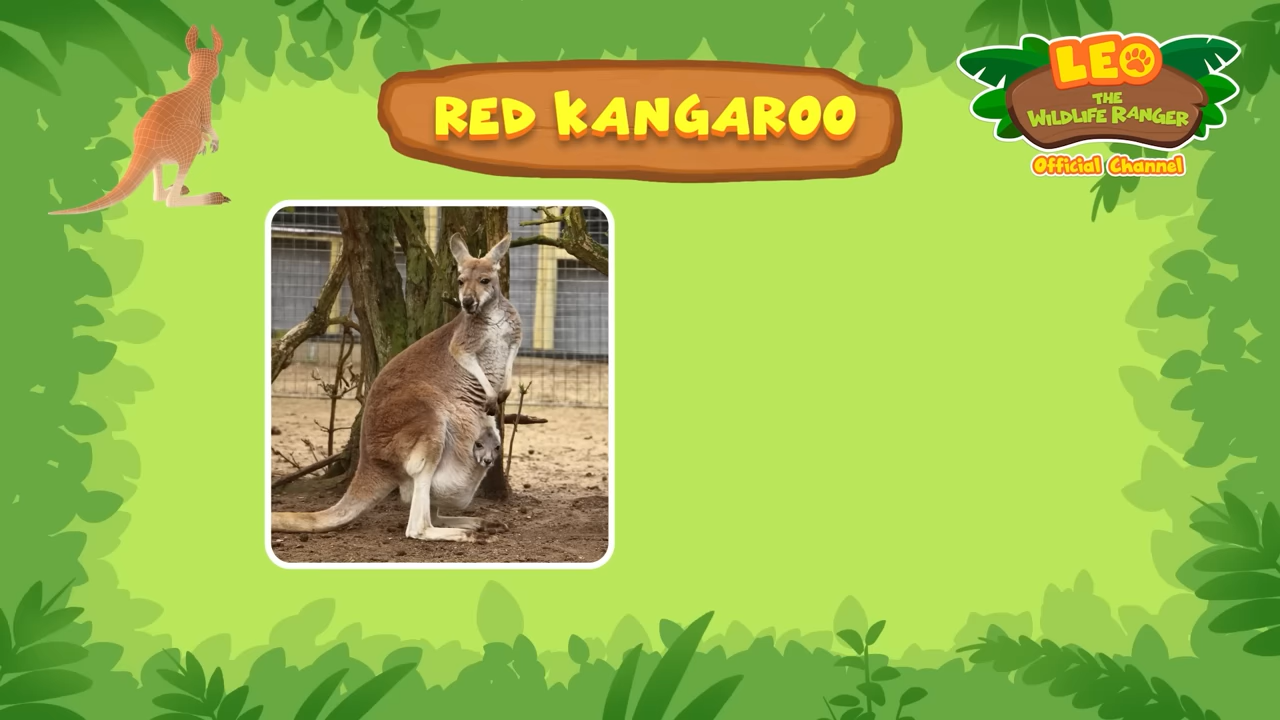 RED KANGAROO
LEO
THE
WILDLIFE RANGER
Official Channel